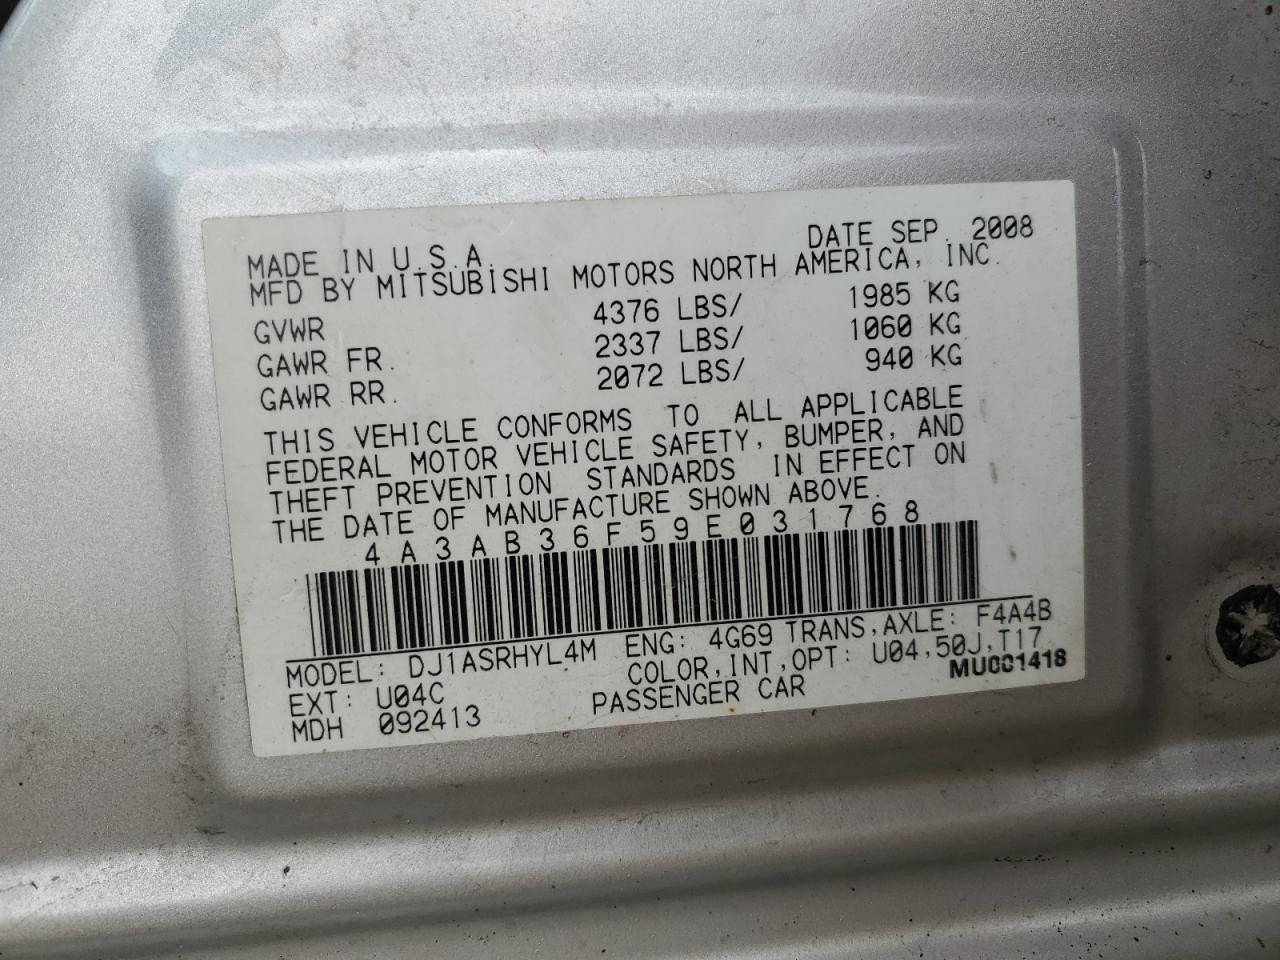 MADE IN U.S.A. DATE SEP. 2008
MFD BY MITSUBISHI MOTORS NORTH AMERICA, INC.
GVWR 4376 LBS/ 1985 KG
GAWR FR. 2337 LBS/ 1060 KG
GAWR RR. 2072 LBS/ 940 KG
THIS VEHICLE CONFORMS TO ALL APPLICABLE
FEDERAL MOTOR VEHICLE SAFETY, BUMPER, AND
THEFT PREVENTION STANDARDS IN EFFECT ON
THE DATE OF MANUFACTURE SHOWN ABOVE.
4A3AB36F59E031768
MODEL: DJ1ASRHYL4M ENG: 4G69 TRANS,AXLE: F4A4B
EXT: U04C COLOR,INT,OPT: U04,50J,T17
MDH 092413 PASSENGER CAR MU001418